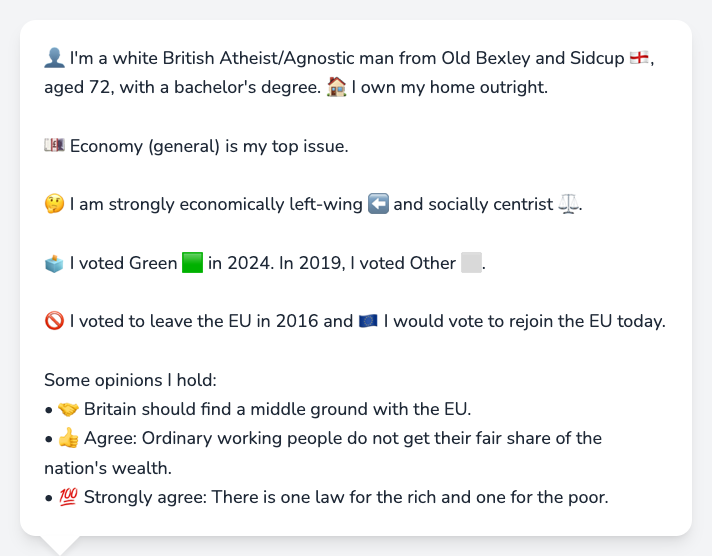 👤 I'm a white British Atheist/Agnostic man from Old Bexley and Sidcup 🏴󠁧󠁢󠁥󠁮󠁧󠁿,
aged 72, with a bachelor's degree. 🏠 I own my home outright.
💷 Economy (general) is my top issue.
🤔 I am strongly economically left-wing ⬅️ and socially centrist ⚖️.
🗳️ I voted Green 🟩 in 2024. In 2019, I voted Other ⬜.
🚫 I voted to leave the EU in 2016 and 🇪🇺 I would vote to rejoin the EU today.
Some opinions I hold:
• 🤝 Britain should find a middle ground with the EU.
• 👍 Agree: Ordinary working people do not get their fair share of the
nation's wealth.
• 💯 Strongly agree: There is one law for the rich and one for the poor.